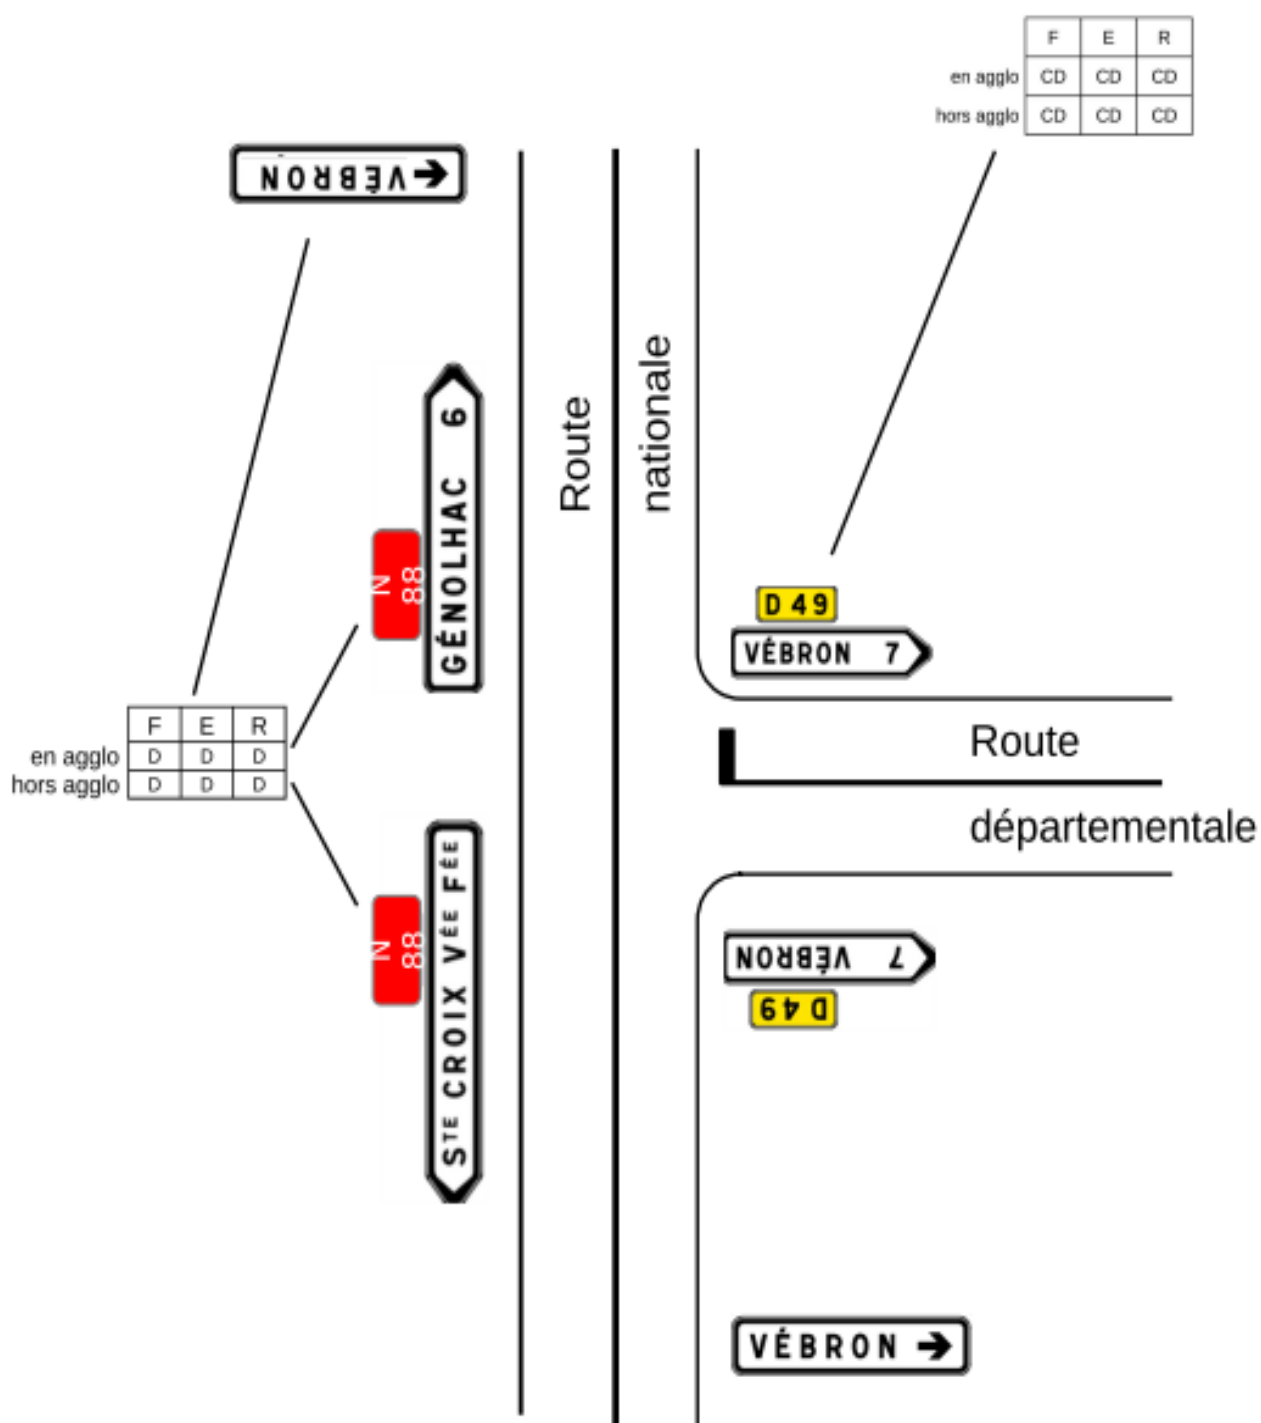 F E R
en agglo CD CD CD
hors agglo CD CD CD
VÉBRON
Route
nationale
GÉNOLHAC 6
N
88
D 49
VÉBRON 7
F E R
en agglo D D D
hors agglo D D D
Route
départementale
STE CROIX VÉE FÉE
N
88
VÉBRON 7
D 49
VÉBRON